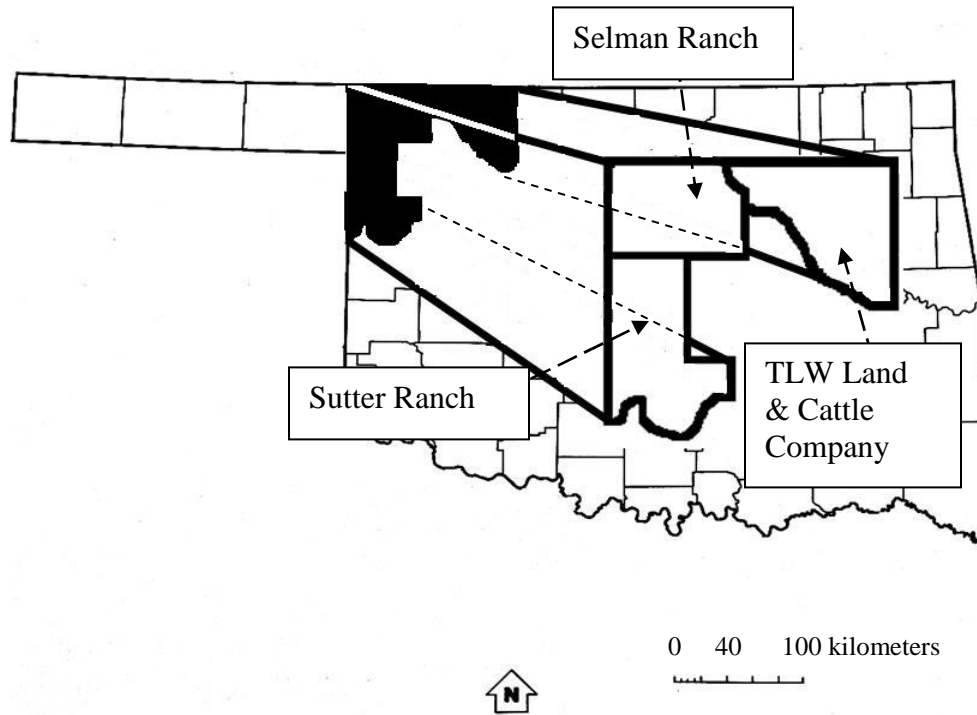 Selman Ranch
Sutter Ranch
TLW Land
& Cattle
Company
0 40 100 kilometers
N